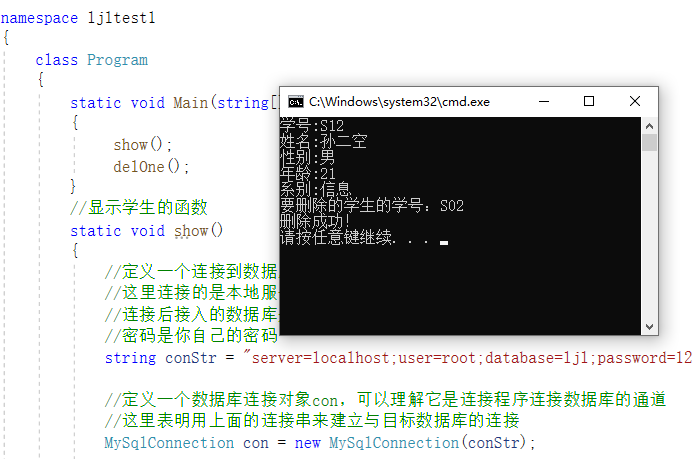 namespace ljltest1
{
class Program
{
static void Main(string[
{
show();
delOne();
}
//显示学生的函数
static void show()
{
//定义一个连接到数据
//这里连接的是本地服
//连接后接入的数据库
//密码是你自己的密码
string conStr = "server=localhost;user=root;database=ljl;password=12
//定义一个数据库连接对象con，可以理解它是连接程序连接数据库的通道
//这里表明用上面的连接串来建立与目标数据库的连接
MySqlConnection con = new MySqlConnection(conStr);
C:\Windows\system32\cmd.exe
学号:S12
姓名:孙二空
性别:男
年龄:21
系别:信息
要删除的学生的学号：S02
删除成功!
请按任意键继续. . .